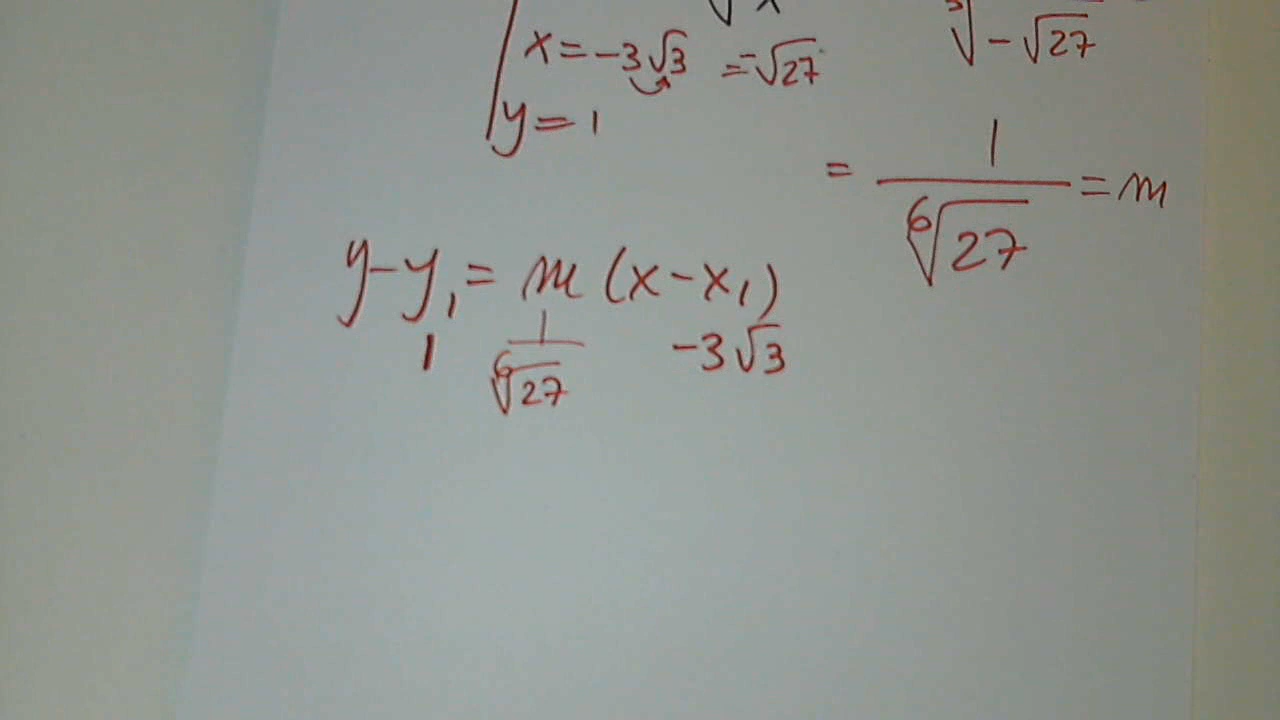 √x
x = -3√3 = -√27
∛-√27
y = 1
= 1/⁶√27 = m
y - y₁ = m (x - x₁)
1 1/⁶√27 -3√3